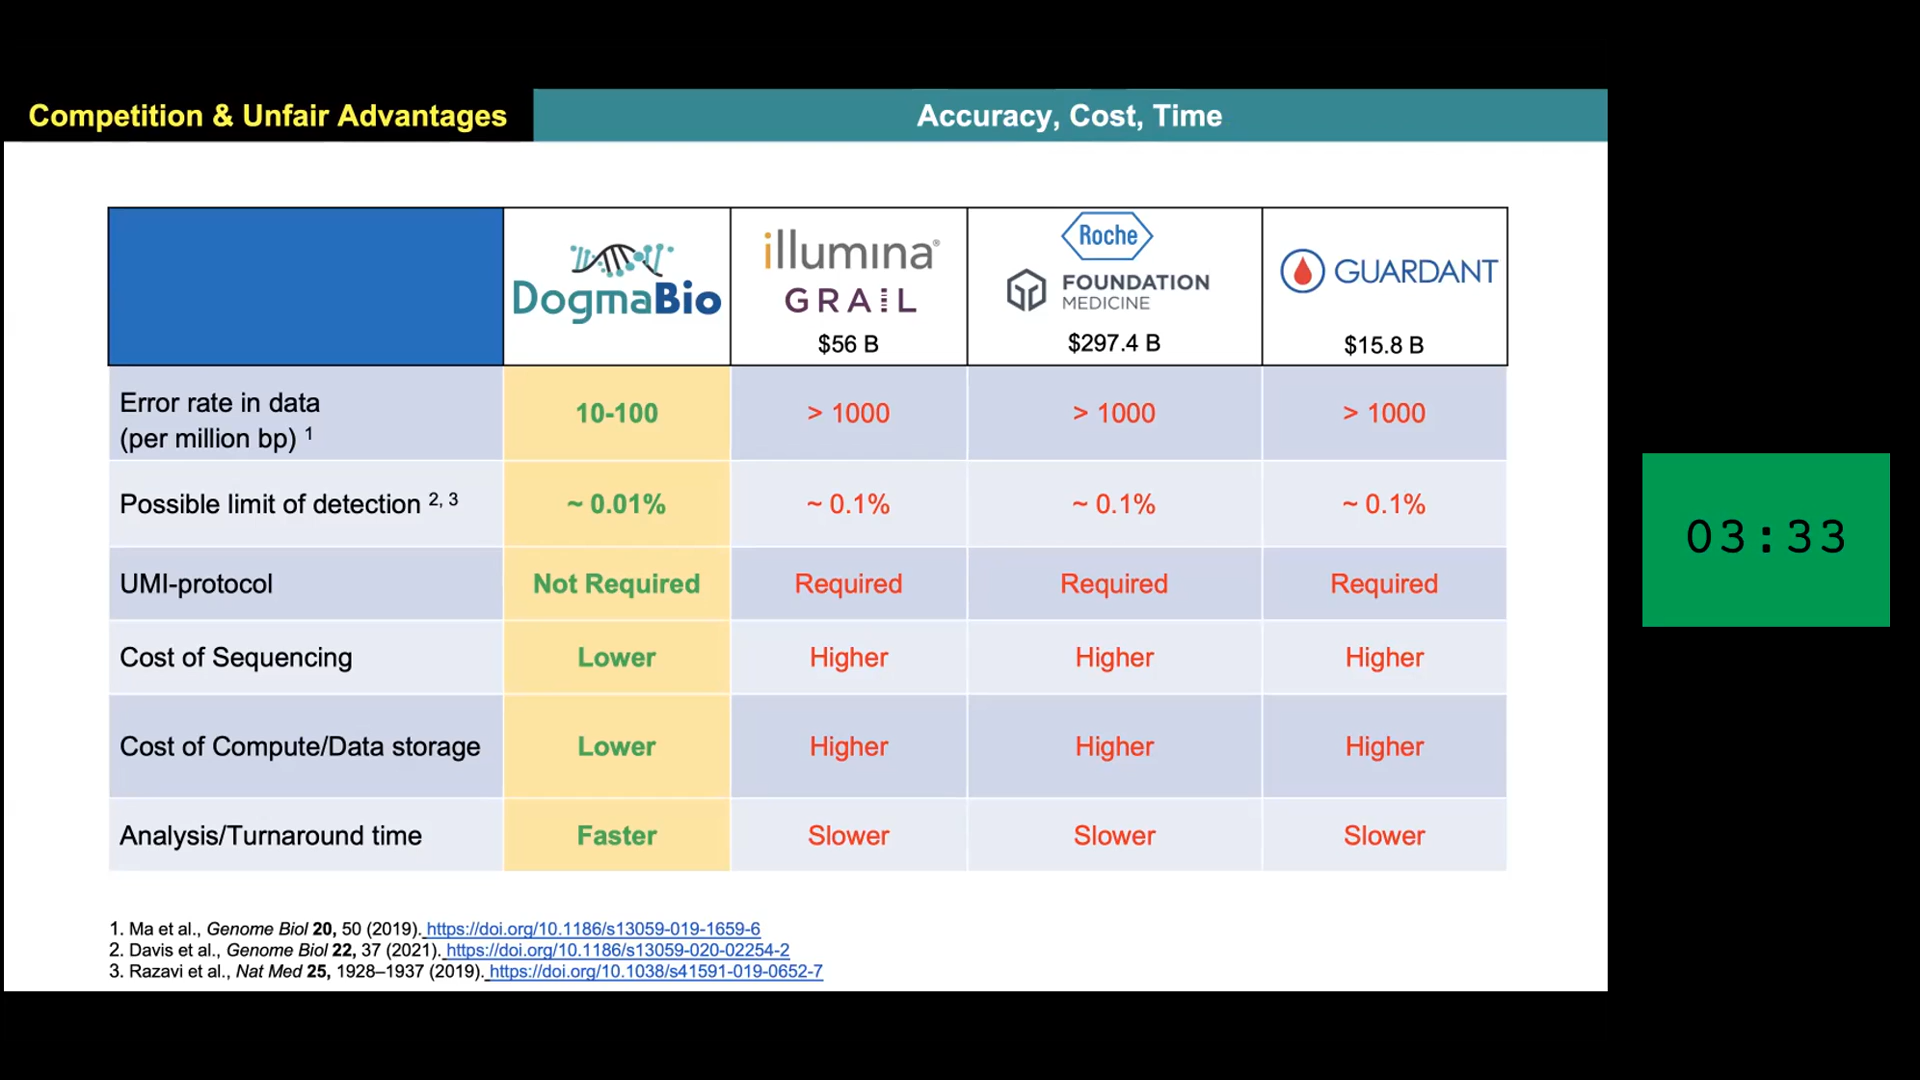 Competition & Unfair Advantages
Accuracy, Cost, Time
DogmaBio
illumina®
GRAIL
$56 B
Roche
FOUNDATION
MEDICINE
$297.4 B
GUARDANT
$15.8 B
Error rate in data
(per million bp) 1
10-100
> 1000
> 1000
> 1000
Possible limit of detection 2, 3
~ 0.01%
~ 0.1%
~ 0.1%
~ 0.1%
UMI-protocol
Not Required
Required
Required
Required
Cost of Sequencing
Lower
Higher
Higher
Higher
Cost of Compute/Data storage
Lower
Higher
Higher
Higher
Analysis/Turnaround time
Faster
Slower
Slower
Slower
03:33
1. Ma et al., Genome Biol 20, 50 (2019). https://doi.org/10.1186/s13059-019-1659-6
2. Davis et al., Genome Biol 22, 37 (2021). https://doi.org/10.1186/s13059-020-02254-2
3. Razavi et al., Nat Med 25, 1928–1937 (2019). https://doi.org/10.1038/s41591-019-0652-7